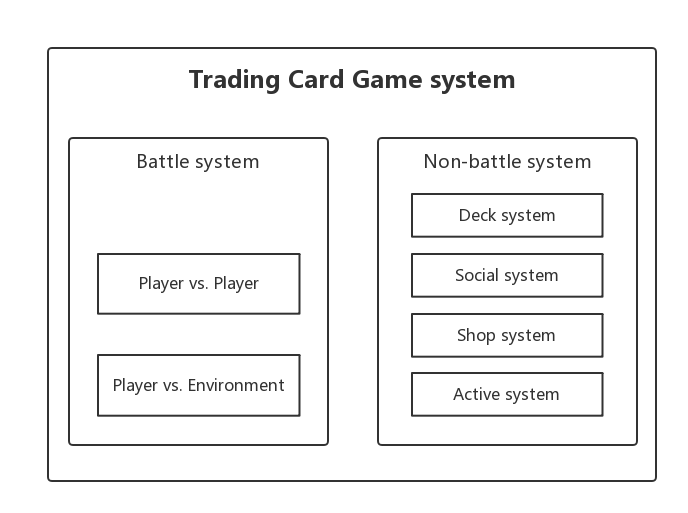 Trading Card Game system
Battle system
Player vs. Player
Player vs. Environment
Non-battle system
Deck system
Social system
Shop system
Active system